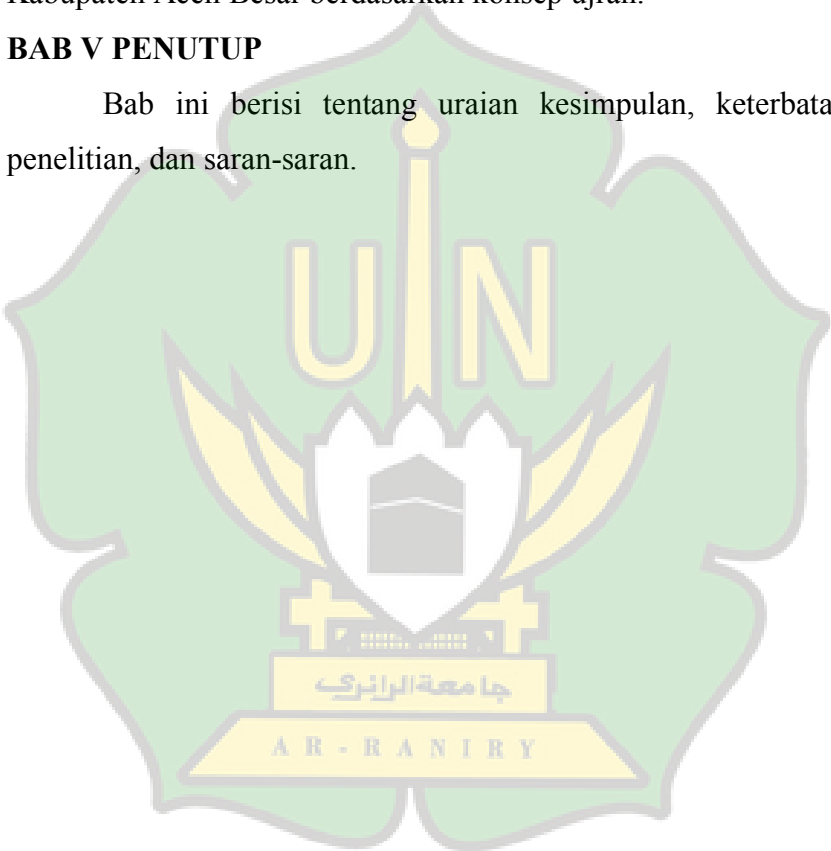 Kabupaten Aceh Besar berdasarkan konsep ujrah.
BAB V PENUTUP
Bab ini berisi tentang uraian kesimpulan, keterbata
penelitian, dan saran-saran.
UIN
جامعة الرانري
AR-RANIRY